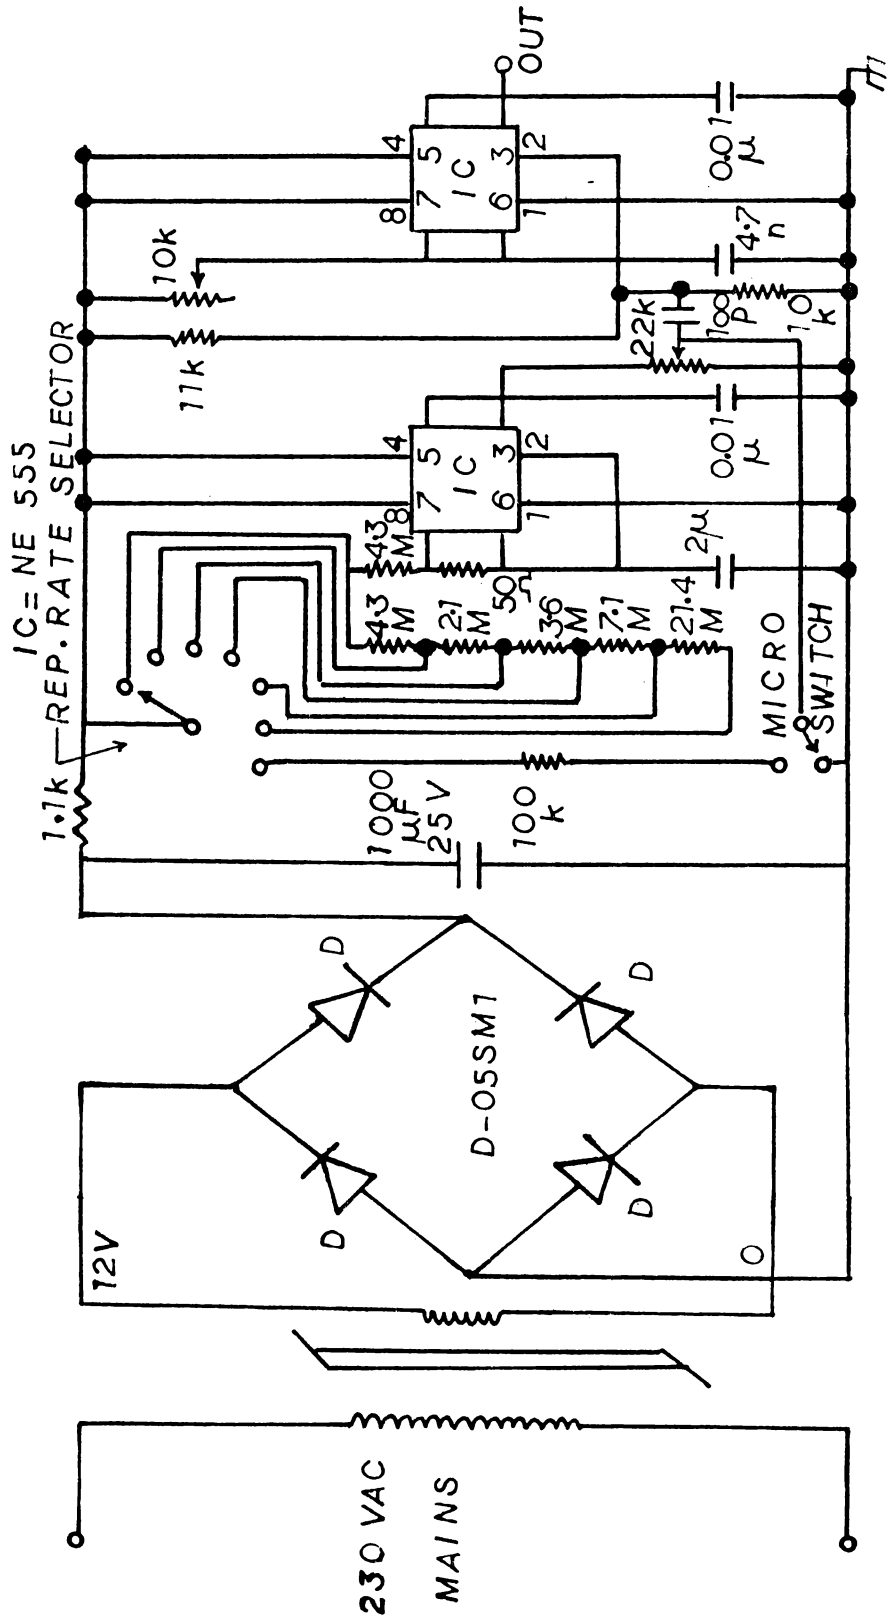 230 VAC
MAINS
12V
0
D
D
D
D
D-05SM1
1000
µF
25V
1.1k
IC=NE 555
REP. RATE SELECTOR
100
k
MICRO
SWITCH
4.3
M
2.1
M
3.6
M
7.1
M
21.4
M
43
M
50
2µ
8
4
7
5
IC
6
3
1
2
0.01
µ
22k
100
P
10
k
11k
10k
4.7
n
8
4
7
5
IC
6
3
1
2
0.01
µ
OUT